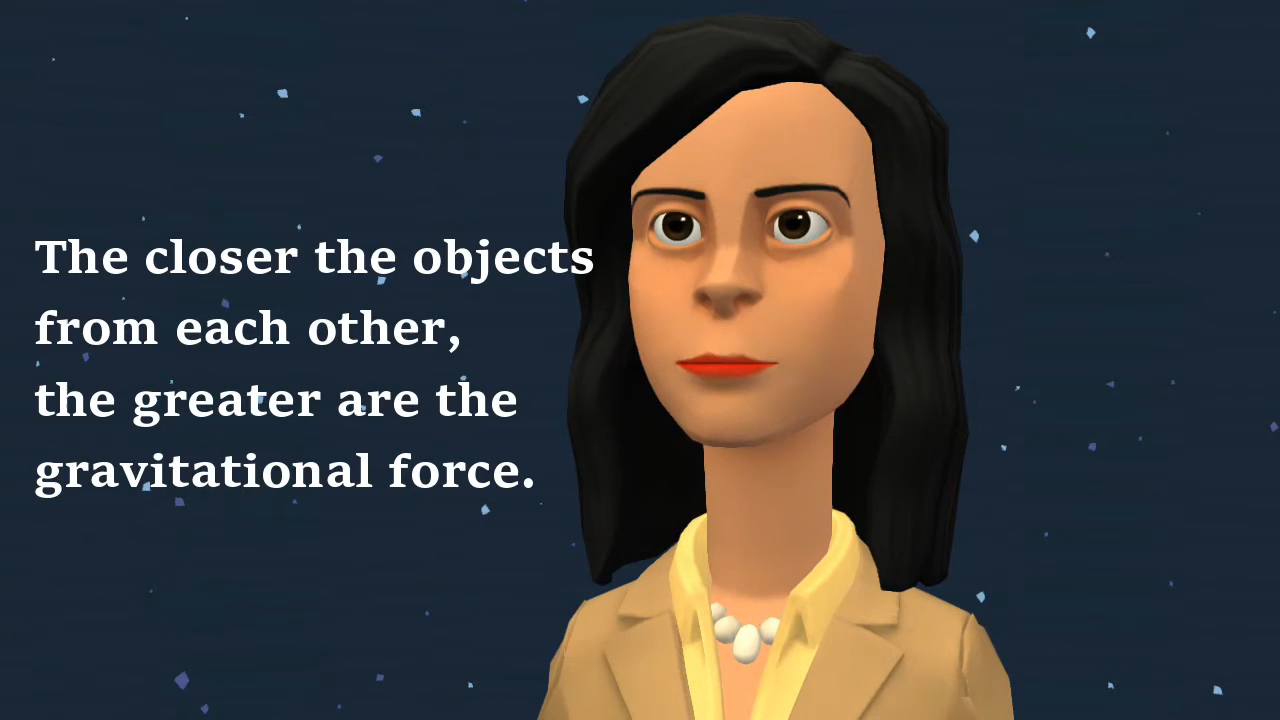 The closer the objects
from each other,
the greater are the
gravitational force.